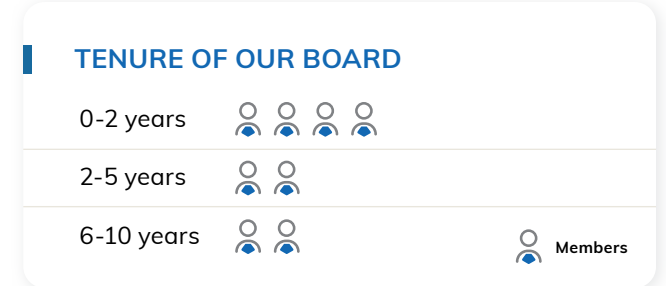 TENURE OF OUR BOARD
0-2 years
2-5 years
6-10 years
Members